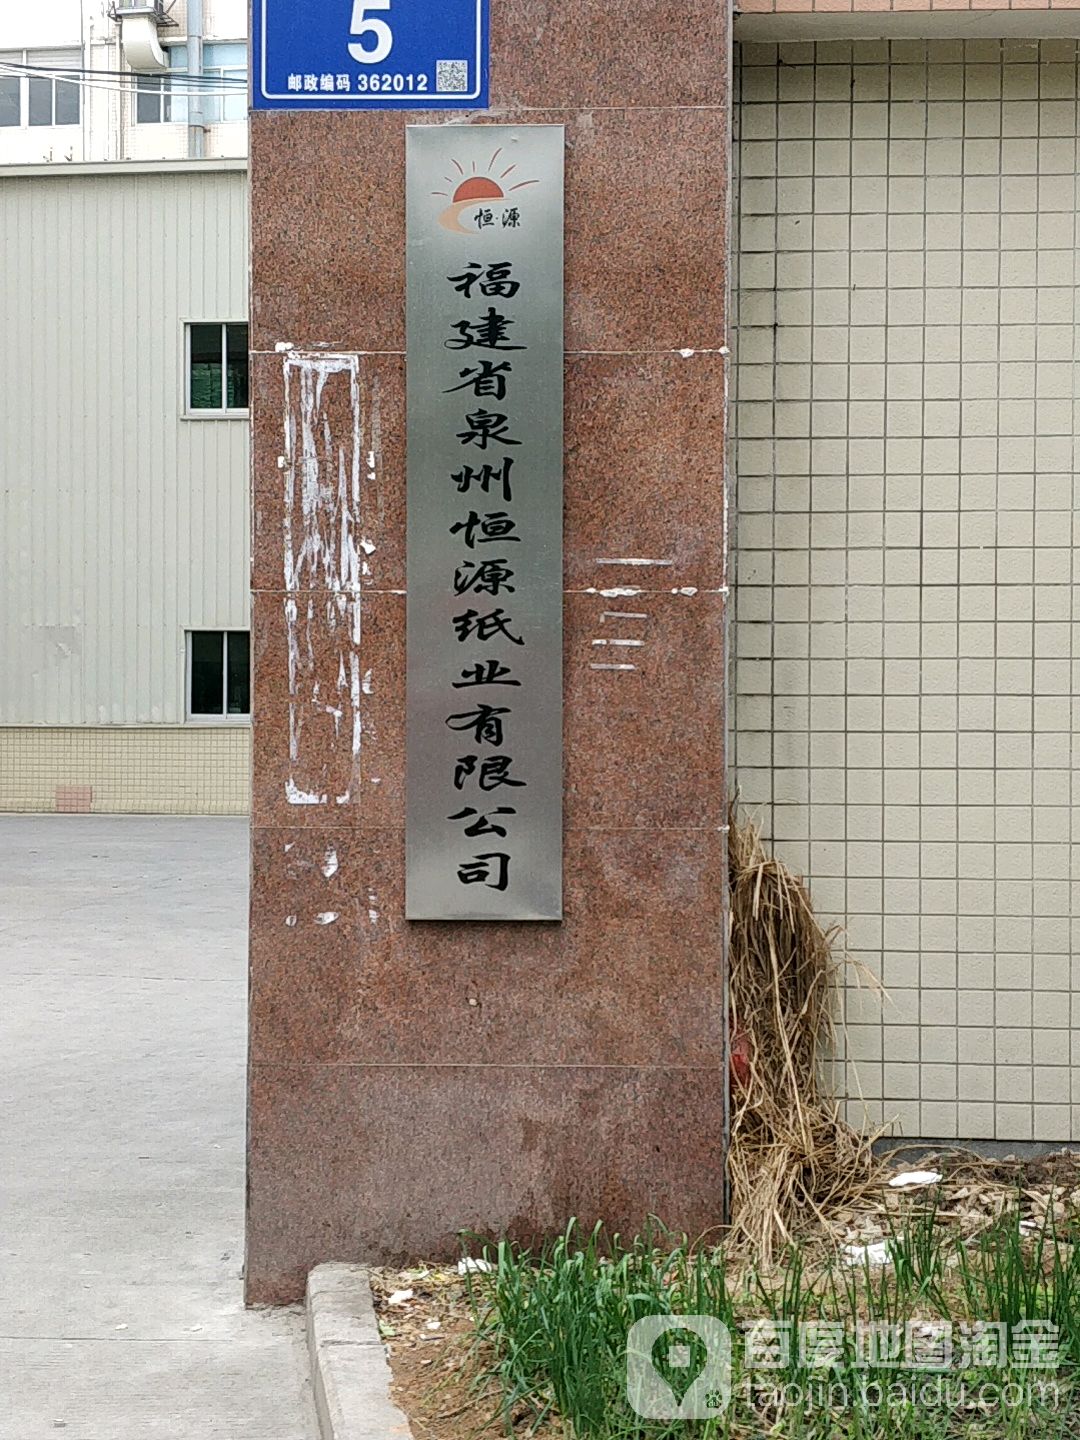 5
邮政编码 362012
恒·源
福建省泉州恒源纸业有限公司
百度地图淘金
taojin.baidu.com